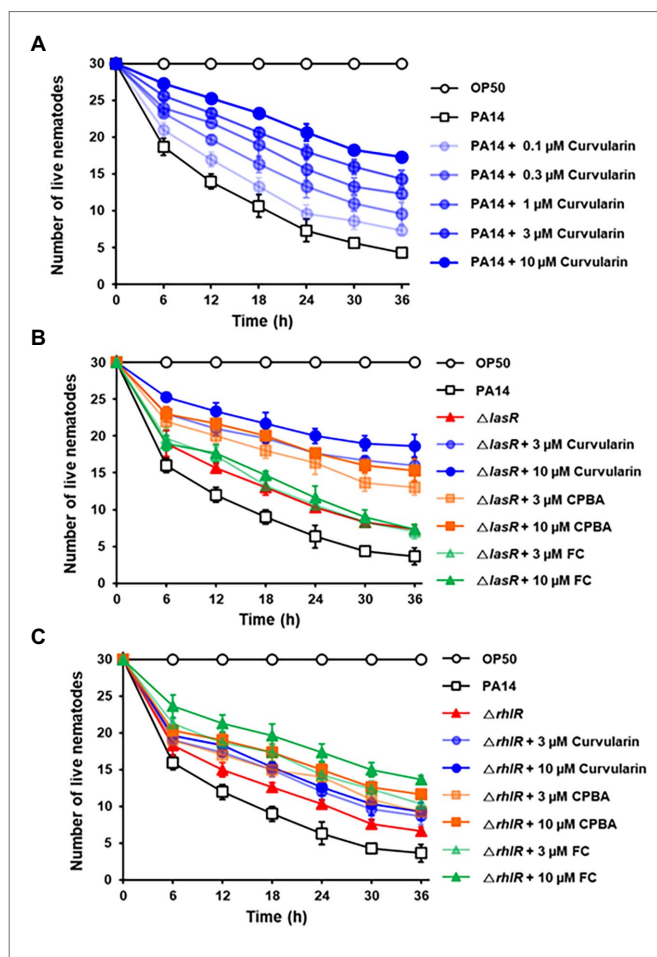 A
Number of live nematodes
30
25
20
15
10
5
0
0 6 12 18 24 30 36
Time (h)
OP50
PA14
PA14 + 0.1 µM Curvularin
PA14 + 0.3 µM Curvularin
PA14 + 1 µM Curvularin
PA14 + 3 µM Curvularin
PA14 + 10 µM Curvularin
B
Number of live nematodes
30
25
20
15
10
5
0
0 6 12 18 24 30 36
Time (h)
OP50
PA14
△lasR
△lasR + 3 µM Curvularin
△lasR + 10 µM Curvularin
△lasR + 3 µM CPBA
△lasR + 10 µM CPBA
△lasR + 3 µM FC
△lasR + 10 µM FC
C
Number of live nematodes
30
25
20
15
10
5
0
0 6 12 18 24 30 36
Time (h)
OP50
PA14
△rhlR
△rhlR + 3 µM Curvularin
△rhlR + 10 µM Curvularin
△rhlR + 3 µM CPBA
△rhlR + 10 µM CPBA
△rhlR + 3 µM FC
△rhlR + 10 µM FC